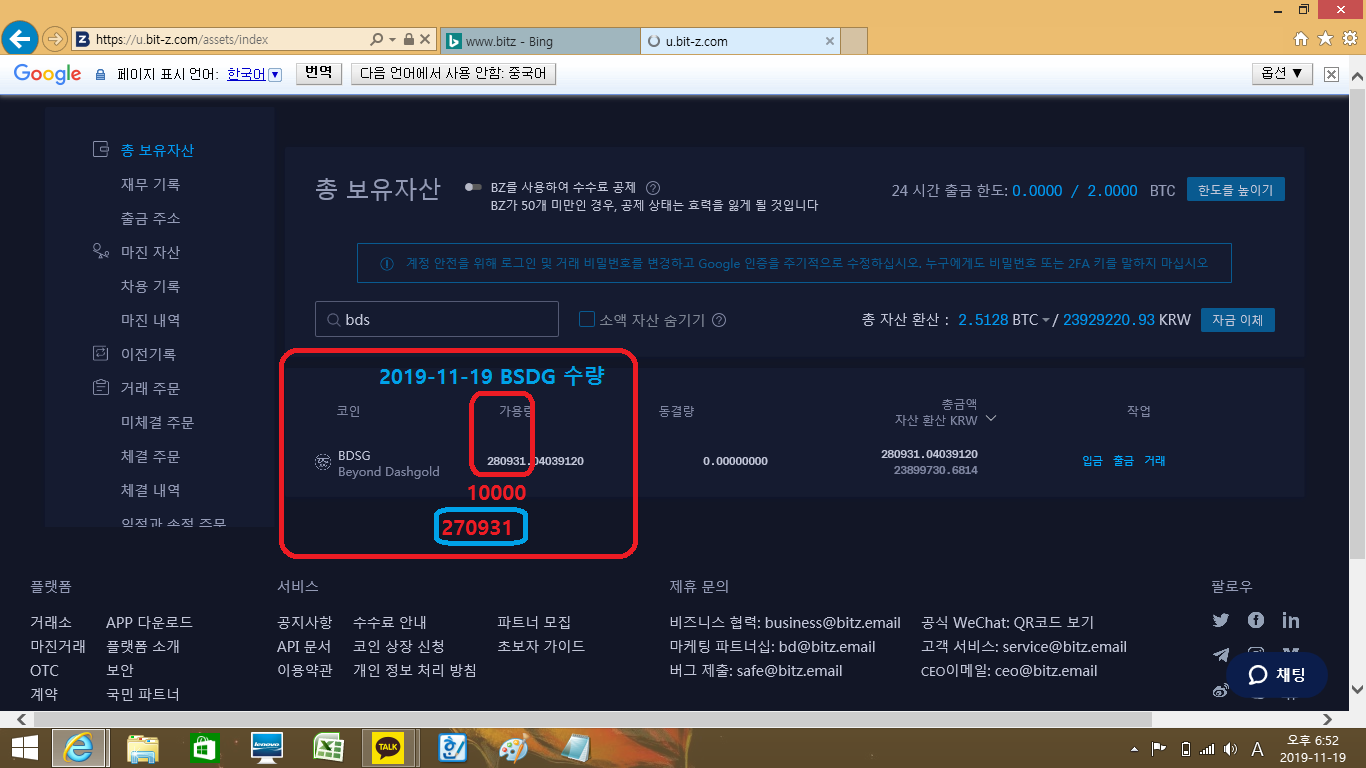 https://u.bit-z.com/assets/index
www.bitz - Bing
u.bit-z.com
Google 페이지 표시 언어: 한국어 번역 다음 언어에서 사용 안함: 중국어 옵션 ▼
총 보유자산
재무 기록
출금 주소
마진 자산
차용 기록
마진 내역
이전기록
거래 주문
미체결 주문
체결 주문
체결 내역
익절과 손절 주문
총 보유자산
BZ를 사용하여 수수료 공제 ?
BZ가 50개 미만인 경우, 공제 상태는 효력을 잃게 될 것입니다
24 시간 출금 한도: 0.0000 / 2.0000 BTC 한도를 높이기
계정 안전을 위해 로그인 및 거래 비밀번호를 변경하고 Google 인증을 주기적으로 수정하십시오. 누구에게도 비밀번호 또는 2FA 키를 말하지 마십시오
bds
소액 자산 숨기기 ?
총 자산 환산 : 2.5128 BTC / 23929220.93 KRW 자금 이체
2019-11-19 BSDG 수량
코인 가용량 동결량 총금액 작업
자산 환산 KRW
BDSG 280931.04039120 0.00000000 280931.04039120 입금 출금 거래
Beyond Dashgold 23899730.6814
10000
270931
플랫폼 서비스 제휴 문의 팔로우
거래소 APP 다운로드 공지사항 수수료 안내 파트너 모집 비즈니스 협력: business@bitz.email 공식 WeChat: QR코드 보기
마진거래 플랫폼 소개 API 문서 코인 상장 신청 초보자 가이드 마케팅 파트너십: bd@bitz.email 고객 서비스: service@bitz.email
OTC 보안 이용약관 개인 정보 처리 방침 버그 제출: safe@bitz.email CEO이메일: ceo@bitz.email
계약 국민 파트너
채팅
lenovo
TALK
A
오후 6:52
2019-11-19